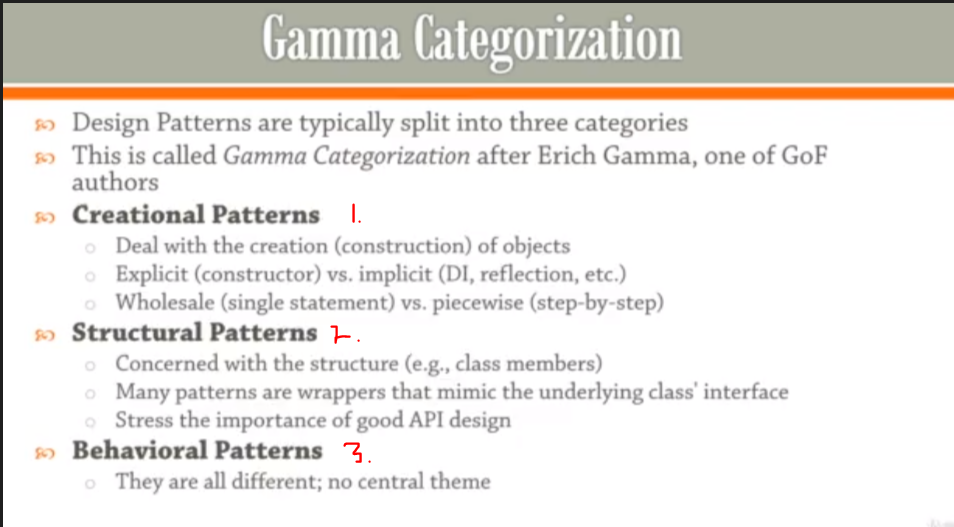 Gamma Categorization
Design Patterns are typically split into three categories
This is called Gamma Categorization after Erich Gamma, one of GoF
authors
Creational Patterns 1.
Deal with the creation (construction) of objects
Explicit (constructor) vs. implicit (DI, reflection, etc.)
Wholesale (single statement) vs. piecewise (step-by-step)
Structural Patterns 2.
Concerned with the structure (e.g., class members)
Many patterns are wrappers that mimic the underlying class' interface
Stress the importance of good API design
Behavioral Patterns 3.
They are all different; no central theme